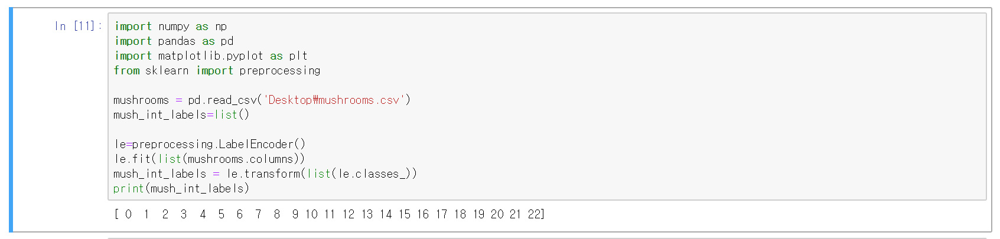 In [11]:
import numpy as np
import pandas as pd
import matplotlib.pyplot as plt
from sklearn import preprocessing
mushrooms = pd.read_csv('Desktop₩mushrooms.csv')
mush_int_labels=list()
le=preprocessing.LabelEncoder()
le.fit(list(mushrooms.columns))
mush_int_labels = le.transform(list(le.classes_))
print(mush_int_labels)
[ 0  1  2  3  4  5  6  7  8  9 10 11 12 13 14 15 16 17 18 19 20 21 22]